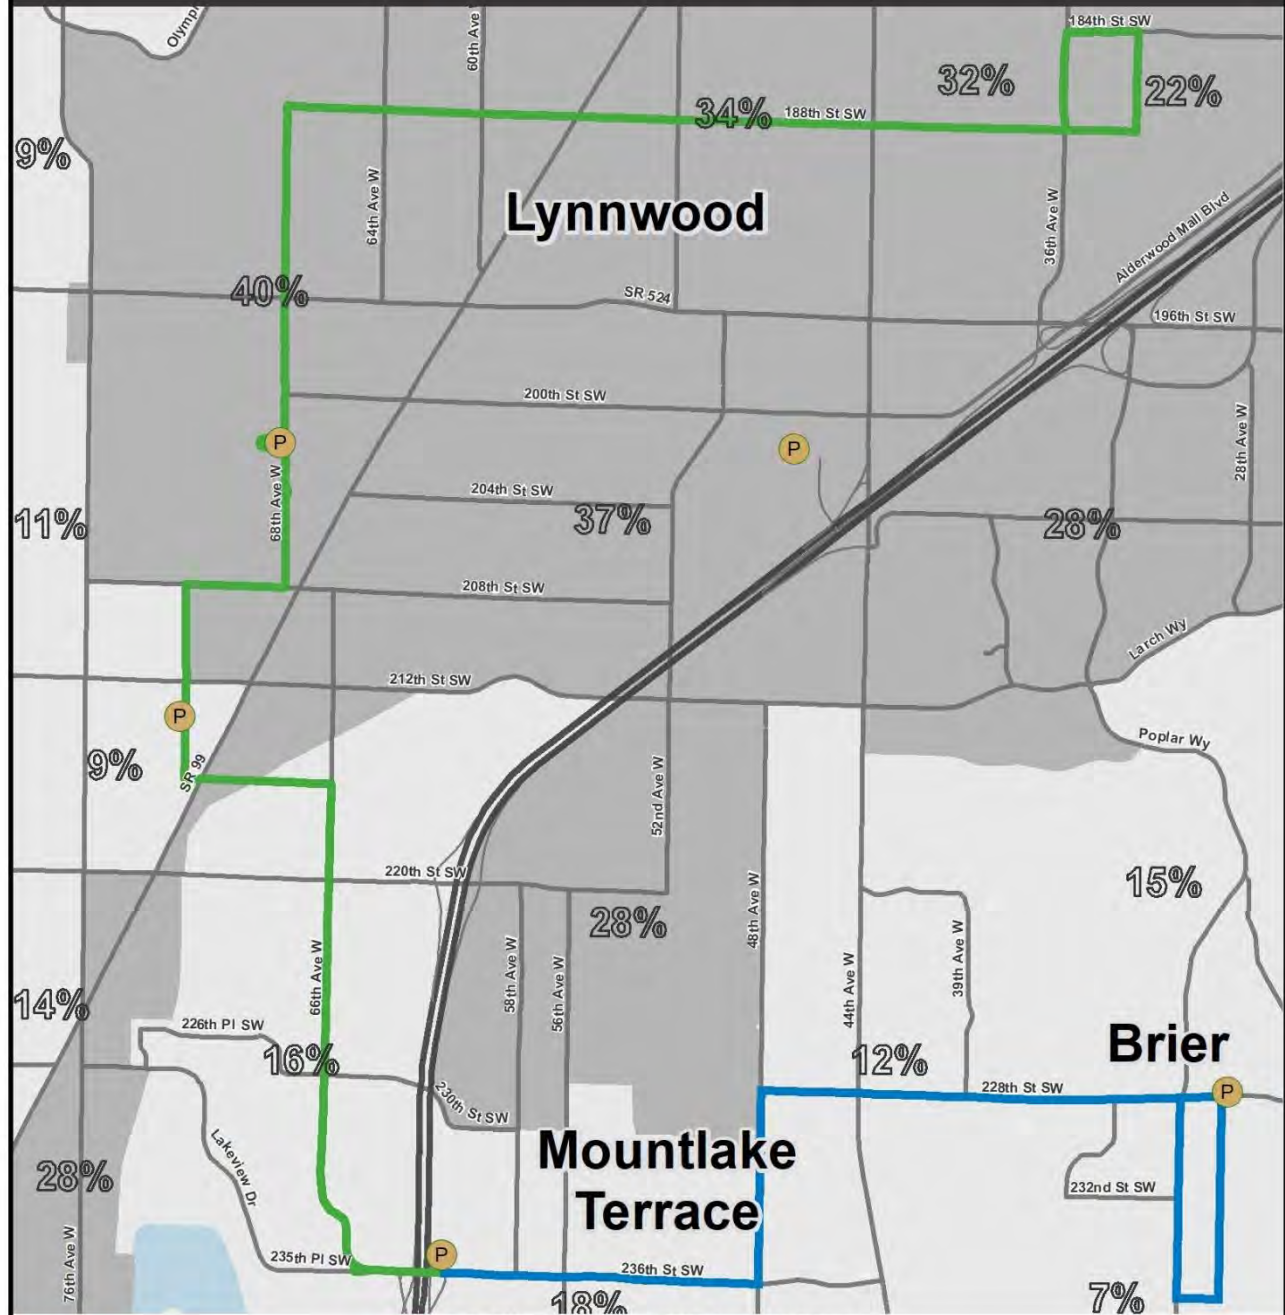 Olymp
60th Ave
184th St SW
32%
22%
34%
188th St SW
9%
64th Ave W
Lynnwood
36th Ave W
Alderwood Mall Blvd
40%
SR 524
196th St SW
200th St SW
28th Ave W
P
P
68th Ave W
204th St SW
11%
37%
28%
208th St SW
Larch Wy
212th St SW
P
Poplar Wy
9%
SR 99
52nd Ave W
220th St SW
15%
48th Ave W
28%
66th Ave W
58th Ave W
56th Ave W
44th Ave W
39th Ave W
14%
226th Pl SW
16%
12%
Brier
228th St SW
P
230th St SW
Lakeview Dr
Mountlake
Terrace
28%
232nd St SW
76th Ave W
235th Pl SW
P
236th St SW
18%
7%